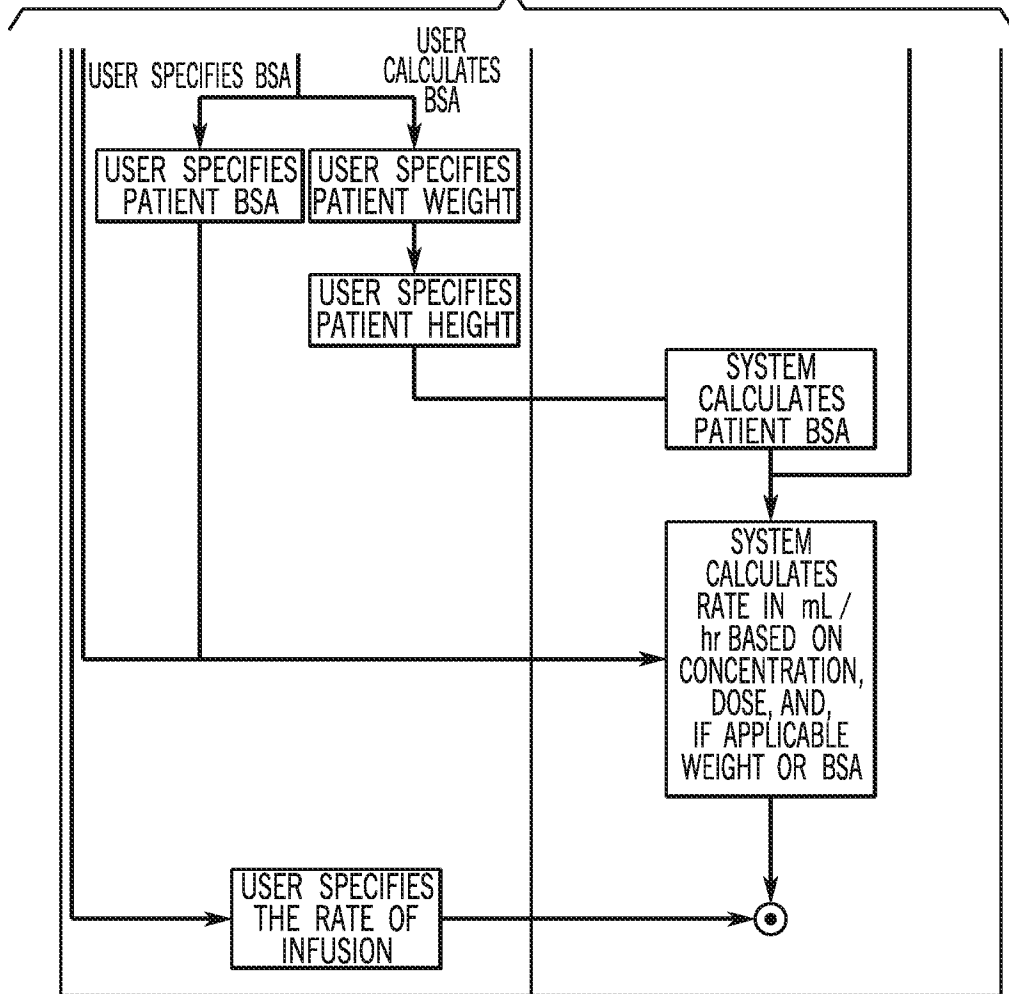 USER SPECIFIES BSA
USER
CALCULATES
BSA
USER SPECIFIES
PATIENT BSA
USER SPECIFIES
PATIENT WEIGHT
USER SPECIFIES
PATIENT HEIGHT
SYSTEM
CALCULATES
PATIENT BSA
SYSTEM
CALCULATES
RATE IN mL /
hr BASED ON
CONCENTRATION,
DOSE, AND,
IF APPLICABLE
WEIGHT OR BSA
USER SPECIFIES
THE RATE OF
INFUSION